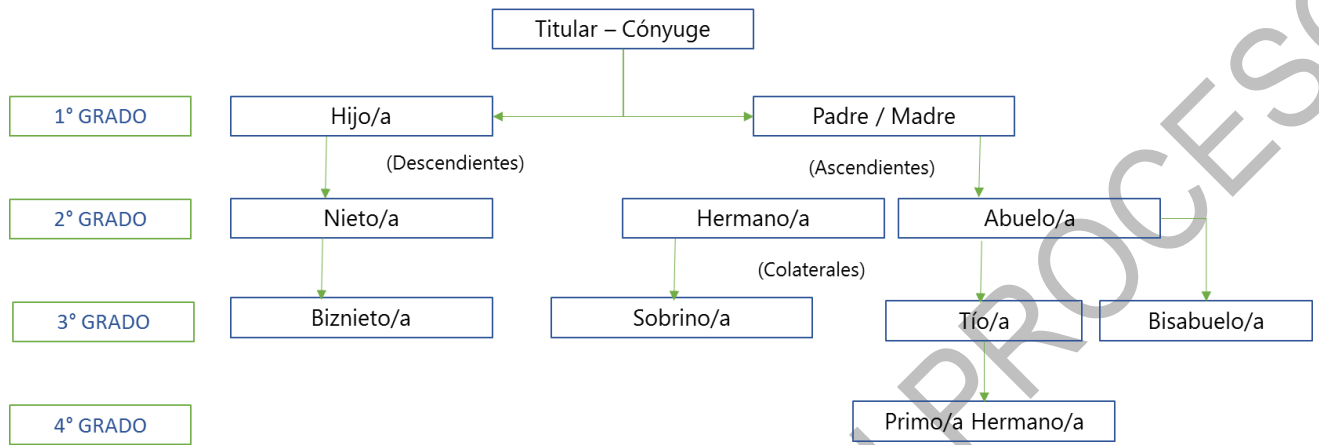 Titular – Cónyuge
1° GRADO
Hijo/a
Padre / Madre
(Descendientes)
(Ascendientes)
2° GRADO
Nieto/a
Hermano/a
Abuelo/a
(Colaterales)
3° GRADO
Biznieto/a
Sobrino/a
Tío/a
Bisabuelo/a
4° GRADO
Primo/a Hermano/a
PROCESO